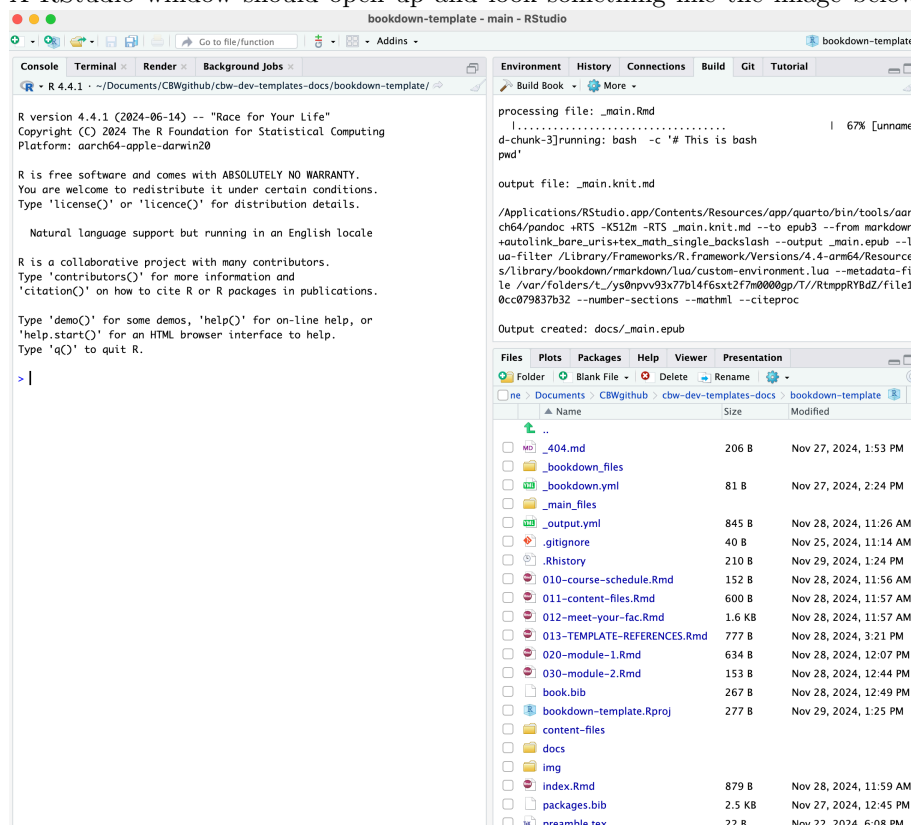 A RStudio window should open up and look something like the image below
bookdown-template - main - RStudio
Go to file/function
Addins
bookdown-template
Console Terminal Render Background Jobs
R 4.4.1 · ~/Documents/CBWgithub/cbw-dev-templates-docs/bookdown-template/
R version 4.4.1 (2024-06-14) -- "Race for Your Life"
Copyright (C) 2024 The R Foundation for Statistical Computing
Platform: aarch64-apple-darwin20
R is free software and comes with ABSOLUTELY NO WARRANTY.
You are welcome to redistribute it under certain conditions.
Type 'license()' or 'licence()' for distribution details.
Natural language support but running in an English locale
R is a collaborative project with many contributors.
Type 'contributors()' for more information and
'citation()' on how to cite R or R packages in publications.
Type 'demo()' for some demos, 'help()' for on-line help, or
'help.start()' for an HTML browser interface to help.
Type 'q()' to quit R.
>
Environment History Connections Build Git Tutorial
Build Book More
processing file: _main.Rmd
|.................................. | 67% [unname
d-chunk-3]running: bash -c '# This is bash
pwd'
output file: _main.knit.md
/Applications/RStudio.app/Contents/Resources/app/quarto/bin/tools/aar
ch64/pandoc +RTS -K512m -RTS _main.knit.md --to epub3 --from markdown
+autolink_bare_uris+tex_math_single_backslash --output _main.epub --l
ua-filter /Library/Frameworks/R.framework/Versions/4.4-arm64/Resource
s/library/bookdown/rmarkdown/lua/custom-environment.lua --metadata-fi
le /var/folders/t_/ys0npvv93x77bl4f6sxt2f7m0000gp/T//RtmppRYBdZ/file1
0cc079837b32 --number-sections --mathml --citeproc
Output created: docs/_main.epub
Files Plots Packages Help Viewer Presentation
Folder Blank File Delete Rename
ne Documents CBWgithub cbw-dev-templates-docs bookdown-template
Name Size Modified
..
_404.md 206 B Nov 27, 2024, 1:53 PM
_bookdown_files
_bookdown.yml 81 B Nov 27, 2024, 2:24 PM
_main_files
_output.yml 845 B Nov 28, 2024, 11:26 AM
.gitignore 40 B Nov 25, 2024, 11:14 AM
.Rhistory 210 B Nov 29, 2024, 1:24 PM
010-course-schedule.Rmd 152 B Nov 28, 2024, 11:56 AM
011-content-files.Rmd 600 B Nov 28, 2024, 11:57 AM
012-meet-your-fac.Rmd 1.6 KB Nov 28, 2024, 11:57 AM
013-TEMPLATE-REFERENCES.Rmd 777 B Nov 28, 2024, 3:21 PM
020-module-1.Rmd 634 B Nov 28, 2024, 12:07 PM
030-module-2.Rmd 153 B Nov 28, 2024, 12:44 PM
book.bib 267 B Nov 28, 2024, 12:49 PM
bookdown-template.Rproj 277 B Nov 29, 2024, 1:25 PM
content-files
docs
img
index.Rmd 879 B Nov 28, 2024, 11:59 AM
packages.bib 2.5 KB Nov 27, 2024, 12:45 PM
preamble.tex 22 B Nov 22, 2024, 6:08 PM